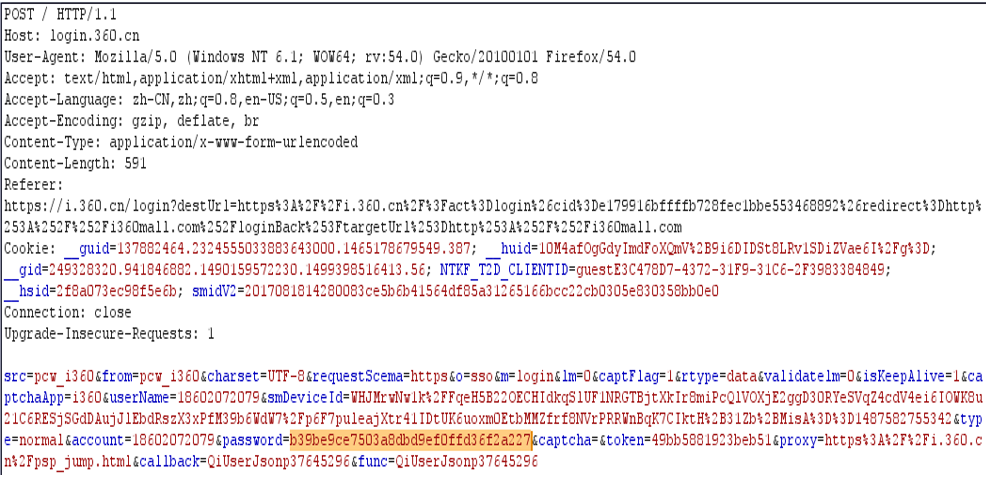 POST / HTTP/1.1
Host: login.360.cn
User-Agent: Mozilla/5.0 (Windows NT 6.1; WOW64; rv:54.0) Gecko/20100101 Firefox/54.0
Accept: text/html,application/xhtml+xml,application/xml;q=0.9,*/*;q=0.8
Accept-Language: zh-CN,zh;q=0.8,en-US;q=0.5,en;q=0.3
Accept-Encoding: gzip, deflate, br
Content-Type: application/x-www-form-urlencoded
Content-Length: 591
Referer:
https://i.360.cn/login?destUrl=https%3A%2F%2Fi.360.cn%2F%3Fact%3Dlogin%26cid%3De179916bffffb728fec1bbe553468892%26redirect%3Dhttp%
253A%252F%252Fi360mall.com%252FloginBack%253FtargetUrl%253Dhttp%253A%252F%252Fi360mall.com
Cookie: __guid=137882464.2324555033883643000.1465178679549.387; __huid=10M4afOgGdyImdFoXQmV%2B9i6DIDSt8LRv1SDiZVae6I%2Fg%3D;
__gid=249328320.941846882.1490159572230.1499398516413.56; NTKF_T2D_CLIENTID=guestE3C478D7-4372-31F9-31C6-2F3983384849;
__hsid=2f8a073ec98f5e6b; smidV2=2017081814280083ce5b6b41564df85a31265166bcc22cb0305e830358bb0e0
Connection: close
Upgrade-Insecure-Requests: 1
src=pcw_i360&from=pcw_i360&charset=UTF-8&requestScema=https&o=sso&m=login&lm=0&captFlag=1&rtype=data&validatelm=0&isKeepAlive=1&ca
ptchaApp=i360&userName=18602072079&smDeviceId=WHJMrwNw1k%2FFqeH5B22OECHIdkqS1UF1NRGTBjtXkIr8miPcQlVOXjE2ggD30RYeSVqZ4cdV4ei6IOWK8u
21C6RESjSGdDAujJ1EbdRszX3xPfM39b6WdW7%2Fp6F7puleajXtr41IDtUK6uoxmOEtbMMZfrf8NVrPRRWnBqK7CIktH%2B31Zb%2BMisA%3D%3D1487582755342&typ
e=normal&account=18602072079&password=b39be9ce7503a8dbd9ef0ffd36f2a227&captcha=&token=49bb5881923beb51&proxy=https%3A%2F%2Fi.360.c
n%2Fpsp_jump.html&callback=QiUserJsonp37645296&func=QiUserJsonp37645296